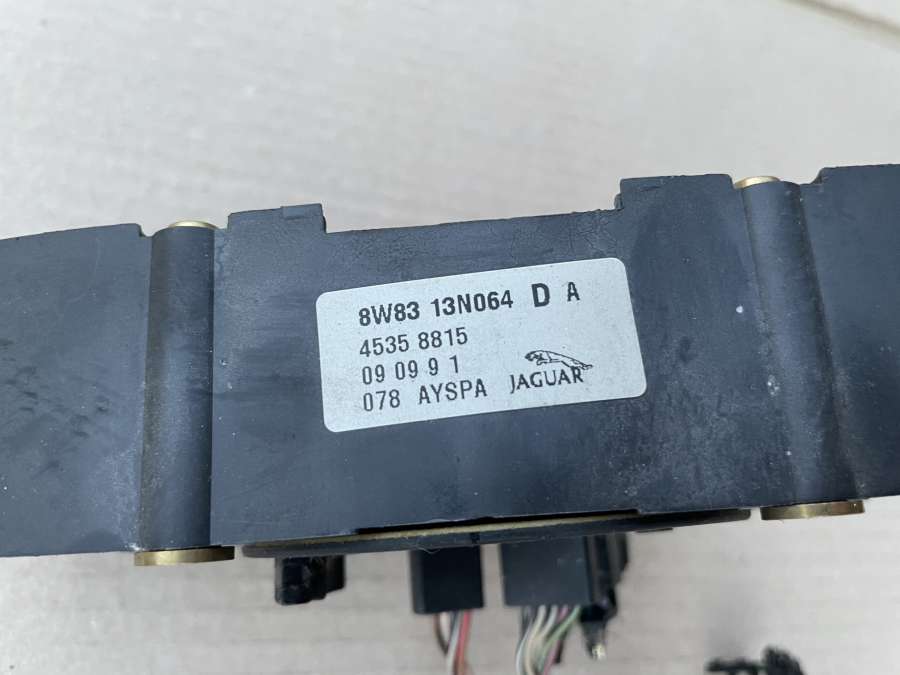 8W83 13N064 D A
4535 8815
09 09 9 1
078 AYSPA JAGUAR